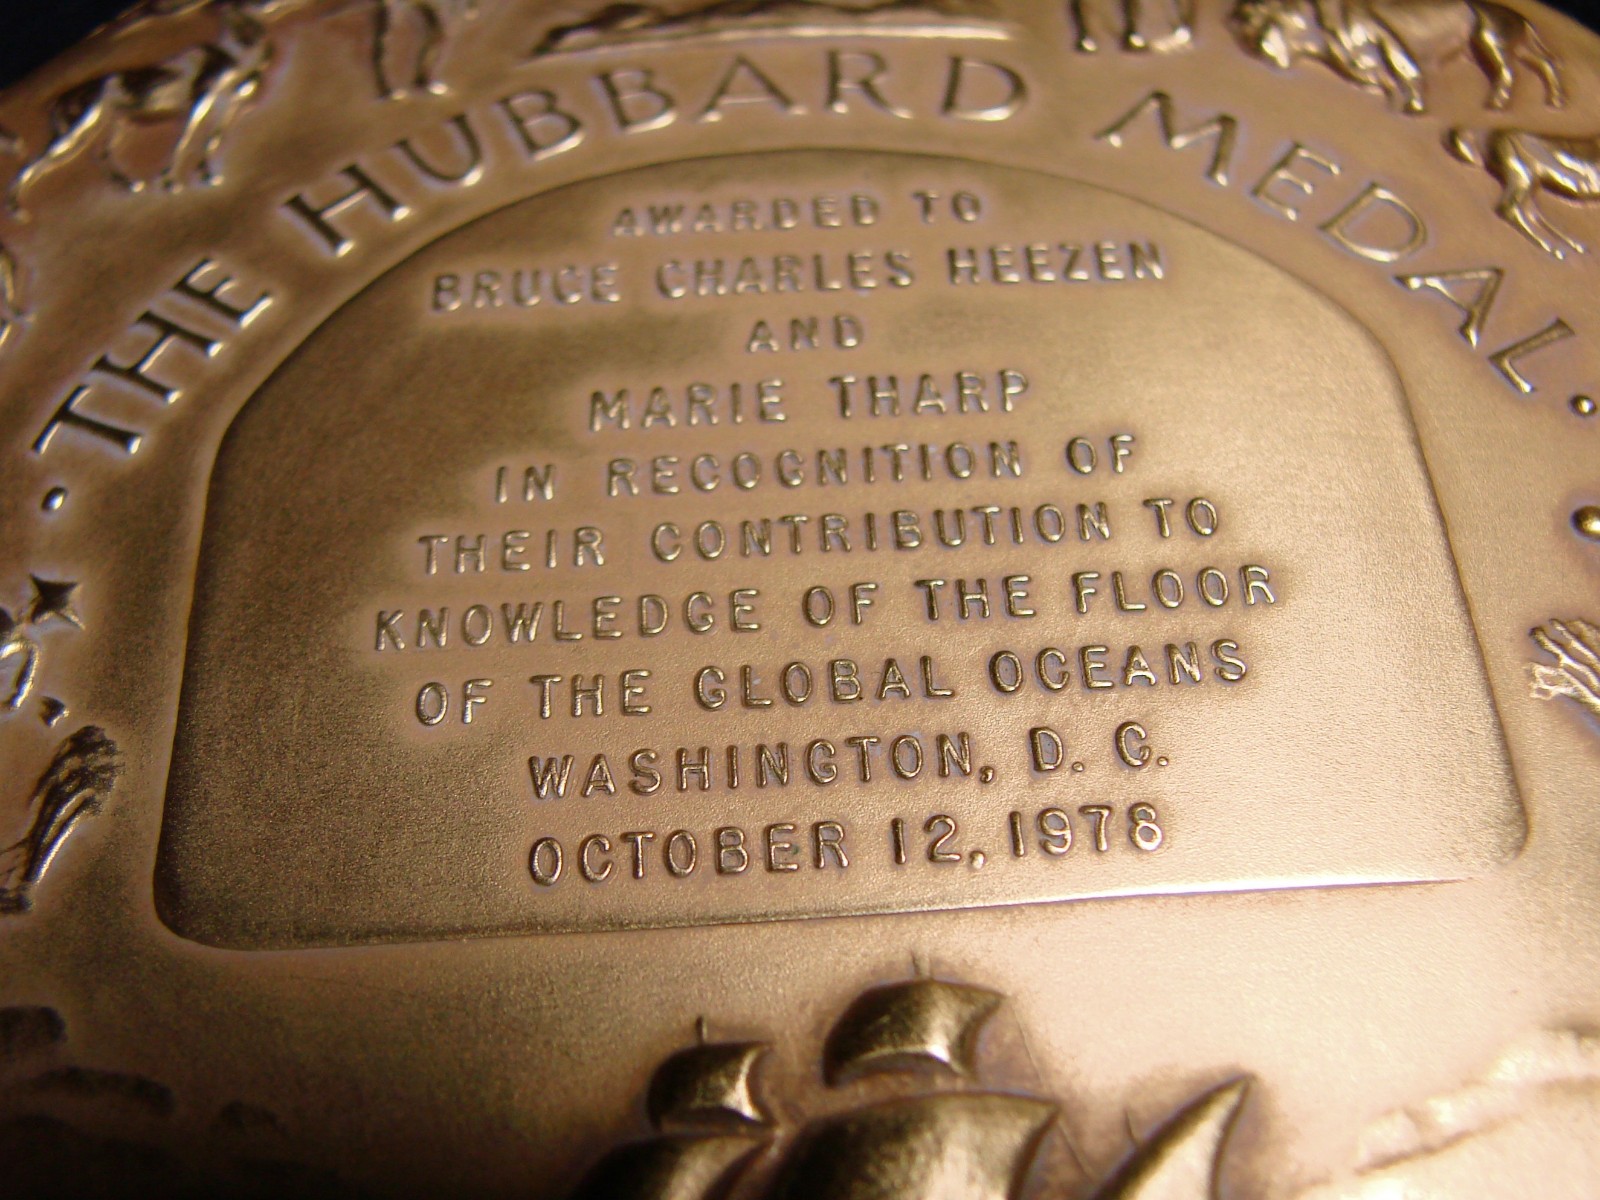 · THE HUBBARD MEDAL ·
AWARDED TO
BRUCE CHARLES HEEZEN
AND
MARIE THARP
IN RECOGNITION OF
THEIR CONTRIBUTION TO
KNOWLEDGE OF THE FLOOR
OF THE GLOBAL OCEANS
WASHINGTON, D. C.
OCTOBER 12, 1978